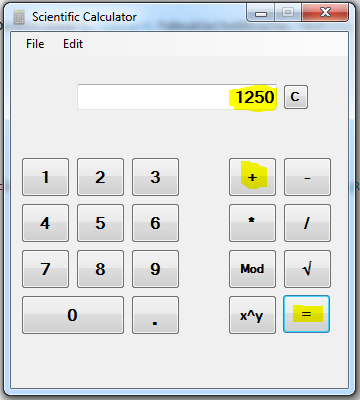 Scientific Calculator
File Edit
1250 C
1 2 3 + -
4 5 6 * /
7 8 9 Mod √
0 . x^y =